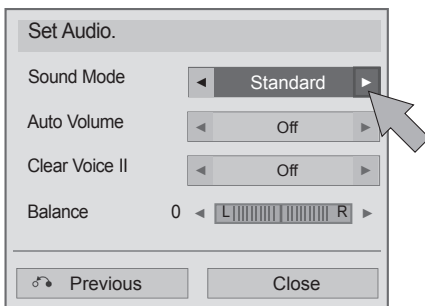 Set Audio.
Sound Mode ◄ Standard ►
Auto Volume ◄ Off ►
Clear Voice II ◄ Off ►
Balance 0 ◄ L R ►
Previous Close